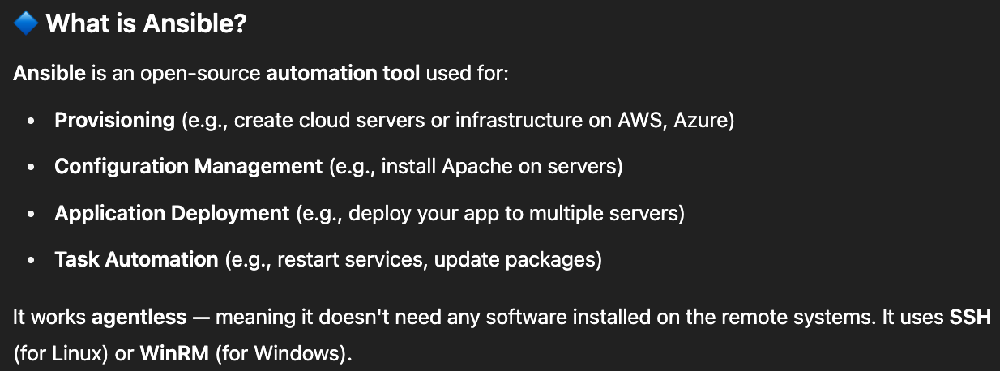 🔷 What is Ansible?
Ansible is an open-source automation tool used for:
• Provisioning (e.g., create cloud servers or infrastructure on AWS, Azure)
• Configuration Management (e.g., install Apache on servers)
• Application Deployment (e.g., deploy your app to multiple servers)
• Task Automation (e.g., restart services, update packages)
It works agentless — meaning it doesn't need any software installed on the remote systems. It uses SSH
(for Linux) or WinRM (for Windows).